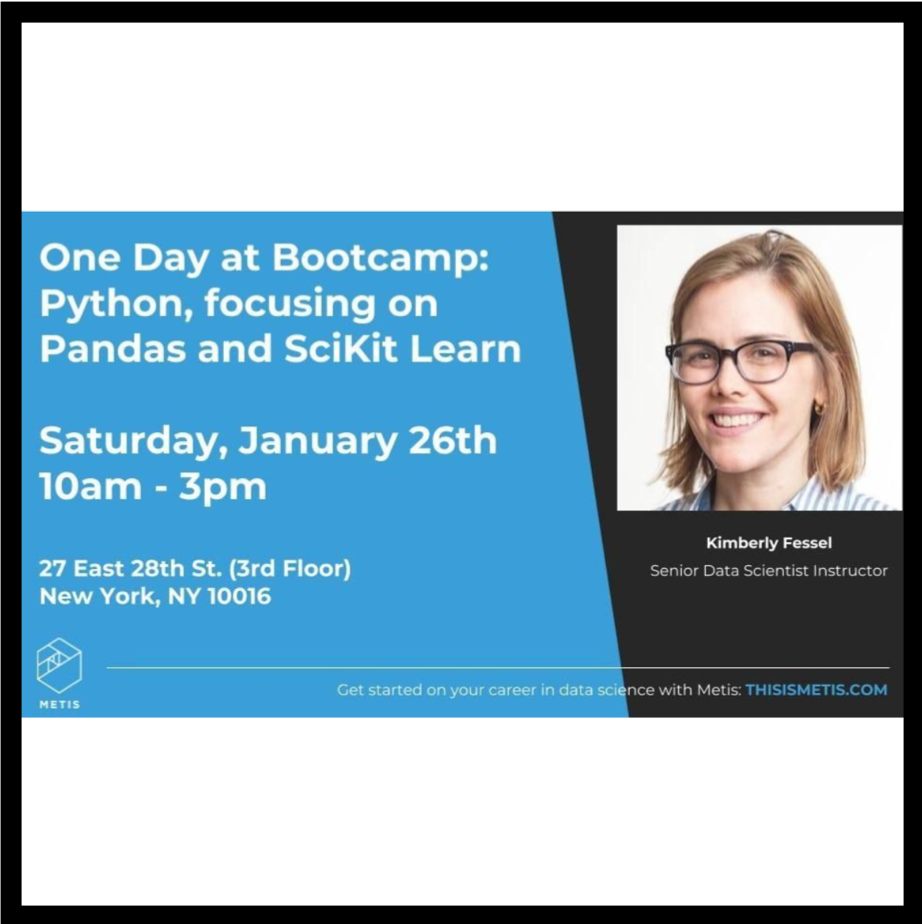 One Day at Bootcamp:
Python, focusing on
Pandas and SciKit Learn
Saturday, January 26th
10am - 3pm
27 East 28th St. (3rd Floor)
New York, NY 10016
Kimberly Fessel
Senior Data Scientist Instructor
METIS
Get started on your career in data science with Metis: THISISMETIS.COM